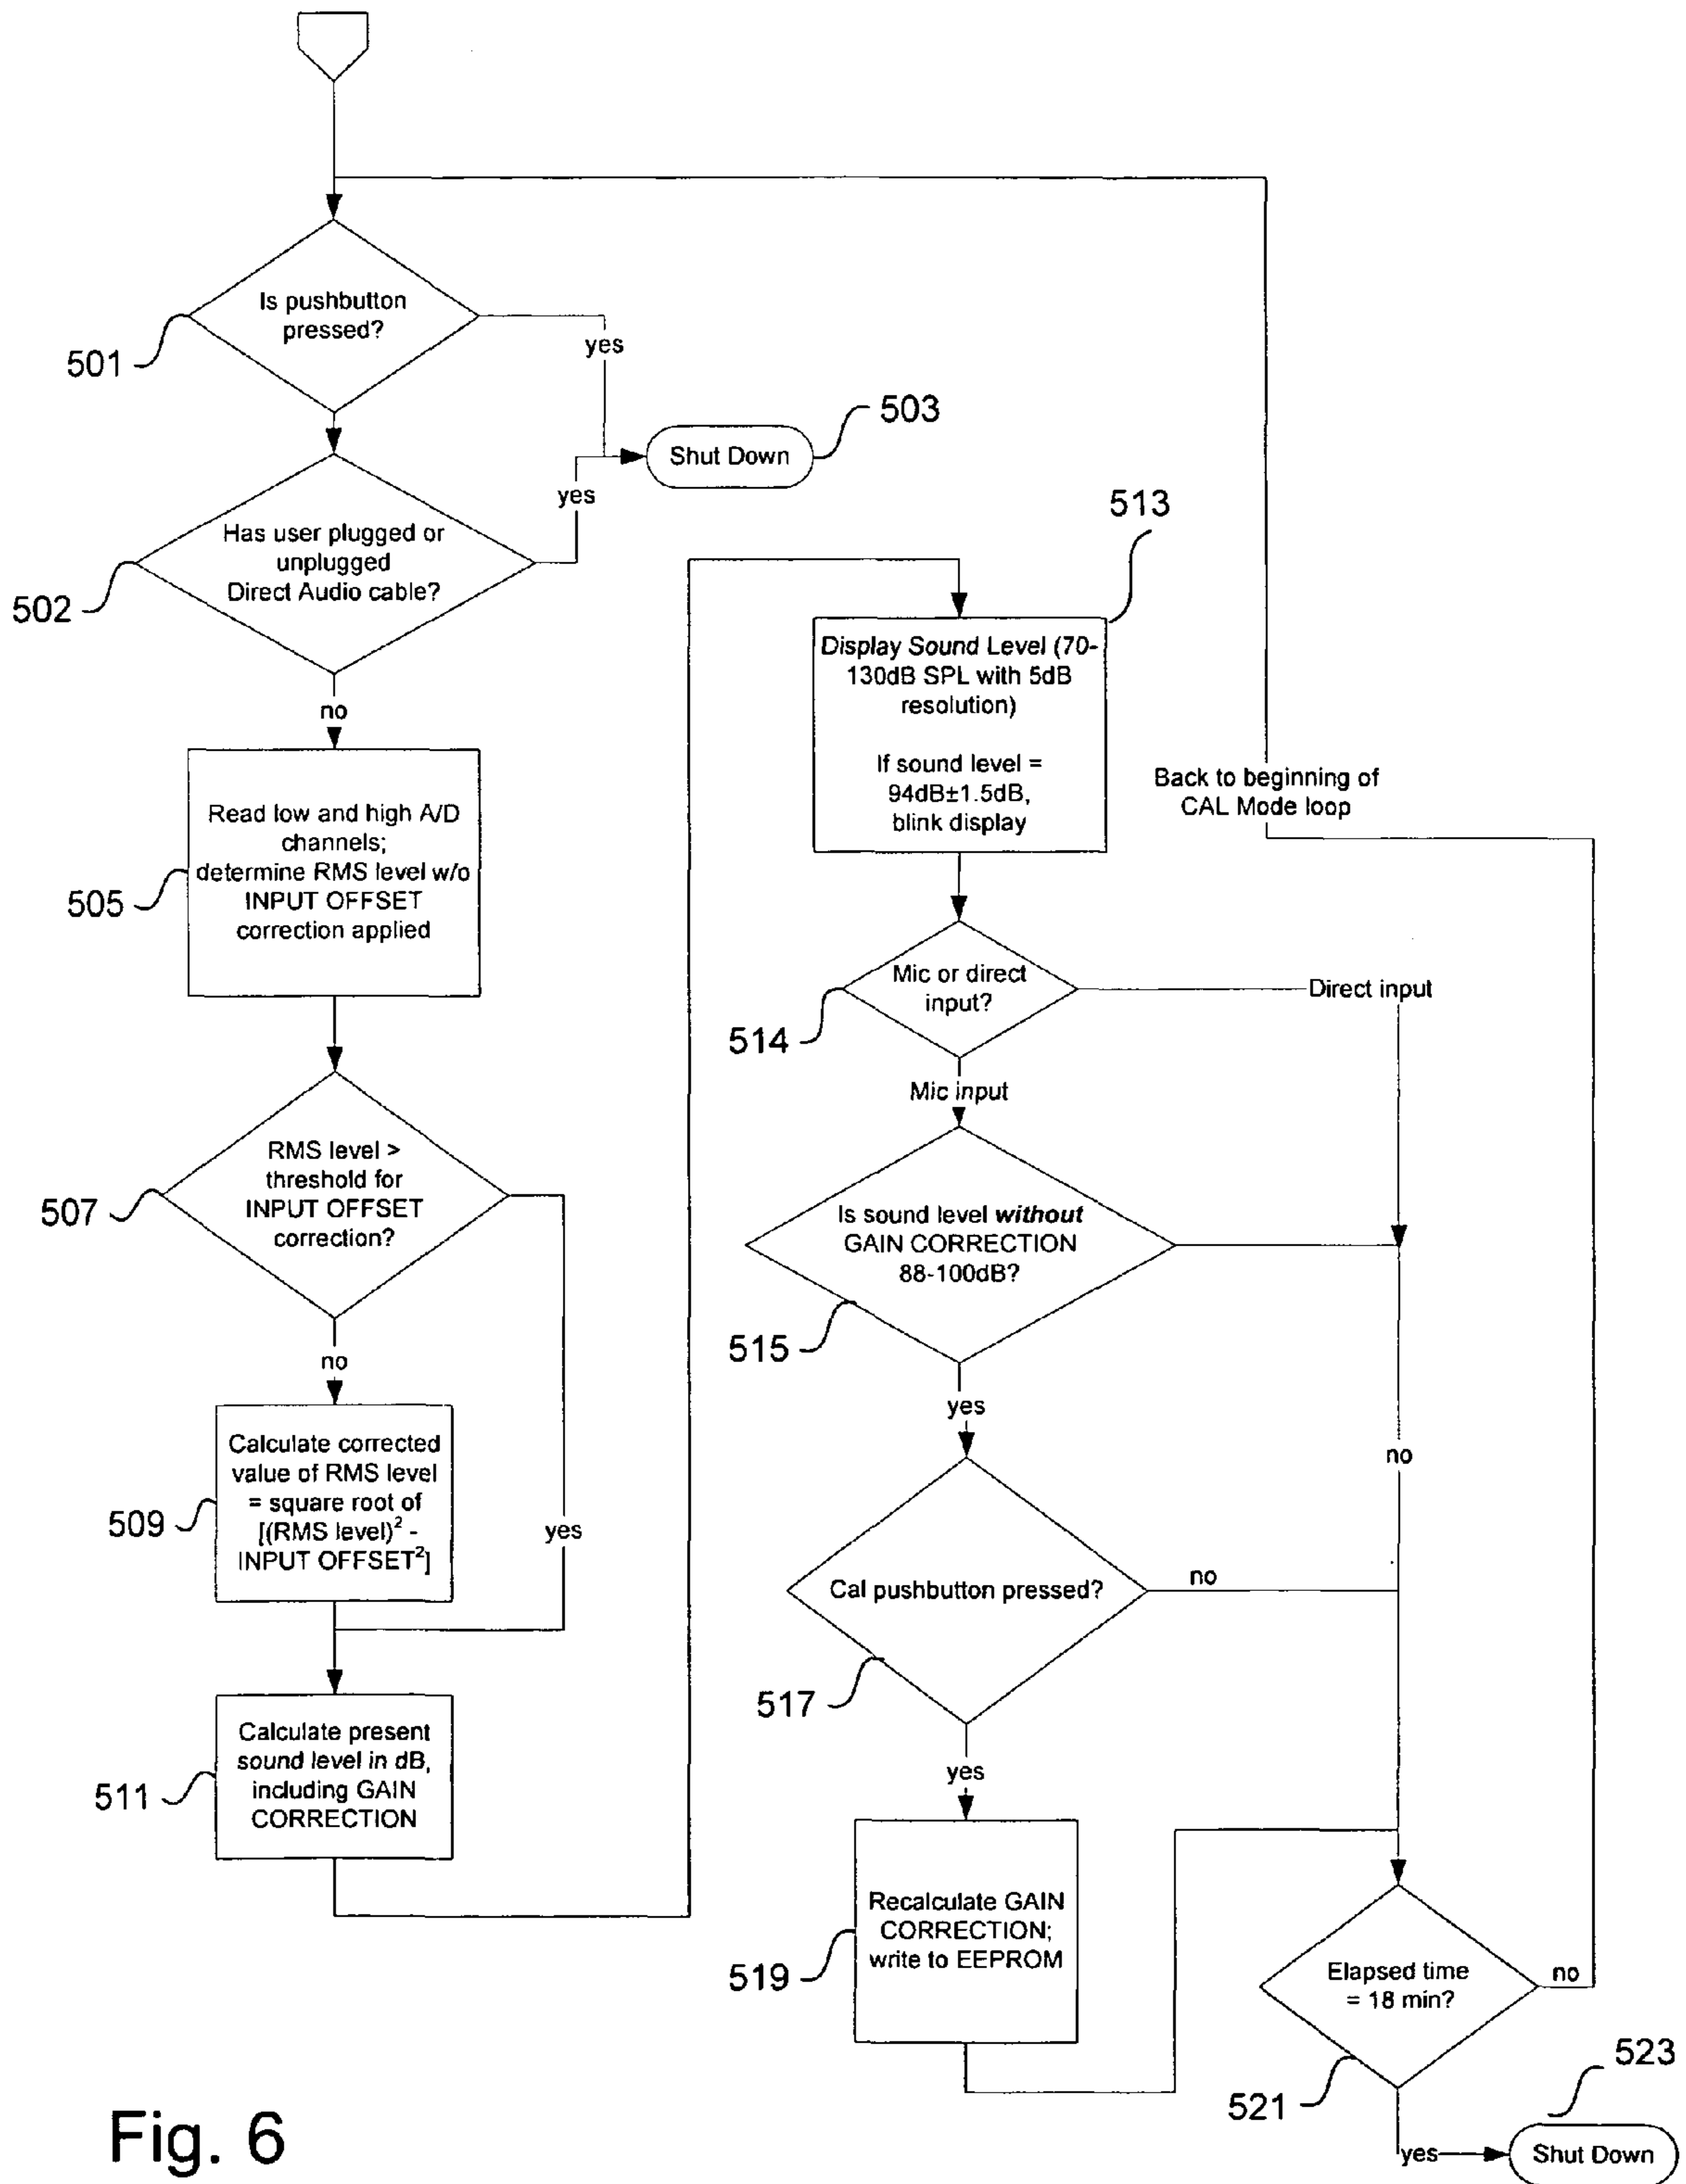 Is pushbutton
pressed?
501
yes
Shut Down
503
Has user plugged or
unplugged
Direct Audio cable?
502
yes
no
Read low and high A/D
channels;
determine RMS level w/o
INPUT OFFSET
correction applied
505
RMS level >
threshold for
INPUT OFFSET
correction?
507
no
yes
Calculate corrected
value of RMS level
= square root of
[(RMS level)² -
INPUT OFFSET²]
509
Calculate present
sound level in dB,
including GAIN
CORRECTION
511
513
Display Sound Level (70-
130dB SPL with 5dB
resolution)
If sound level =
94dB±1.5dB,
blink display
Back to beginning of
CAL Mode loop
Mic or direct
input?
514
Direct input
Mic input
Is sound level without
GAIN CORRECTION
88-100dB?
515
yes
no
Cal pushbutton pressed?
no
517
yes
Recalculate GAIN
CORRECTION;
write to EEPROM
519
Elapsed time
= 18 min?
no
521
523
yes
Shut Down
Fig. 6